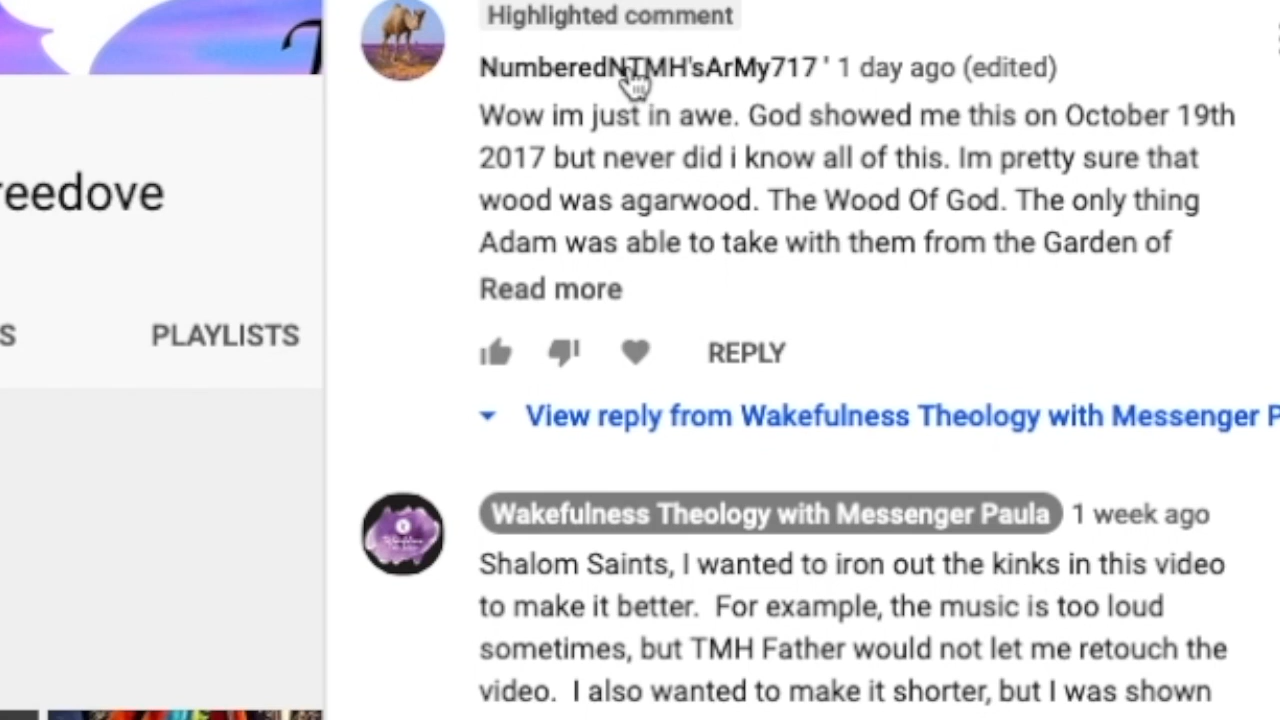 Highlighted comment
NumberedNTMH'sArMy717 ' 1 day ago (edited)
Wow im just in awe. God showed me this on October 19th
2017 but never did i know all of this. Im pretty sure that
wood was agarwood. The Wood Of God. The only thing
Adam was able to take with them from the Garden of
Read more
REPLY
View reply from Wakefulness Theology with Messenger P
reedove
S
PLAYLISTS
Wakefulness Theology with Messenger Paula 1 week ago
Shalom Saints, I wanted to iron out the kinks in this video
to make it better.  For example, the music is too loud
sometimes, but TMH Father would not let me retouch the
video.  I also wanted to make it shorter, but I was shown